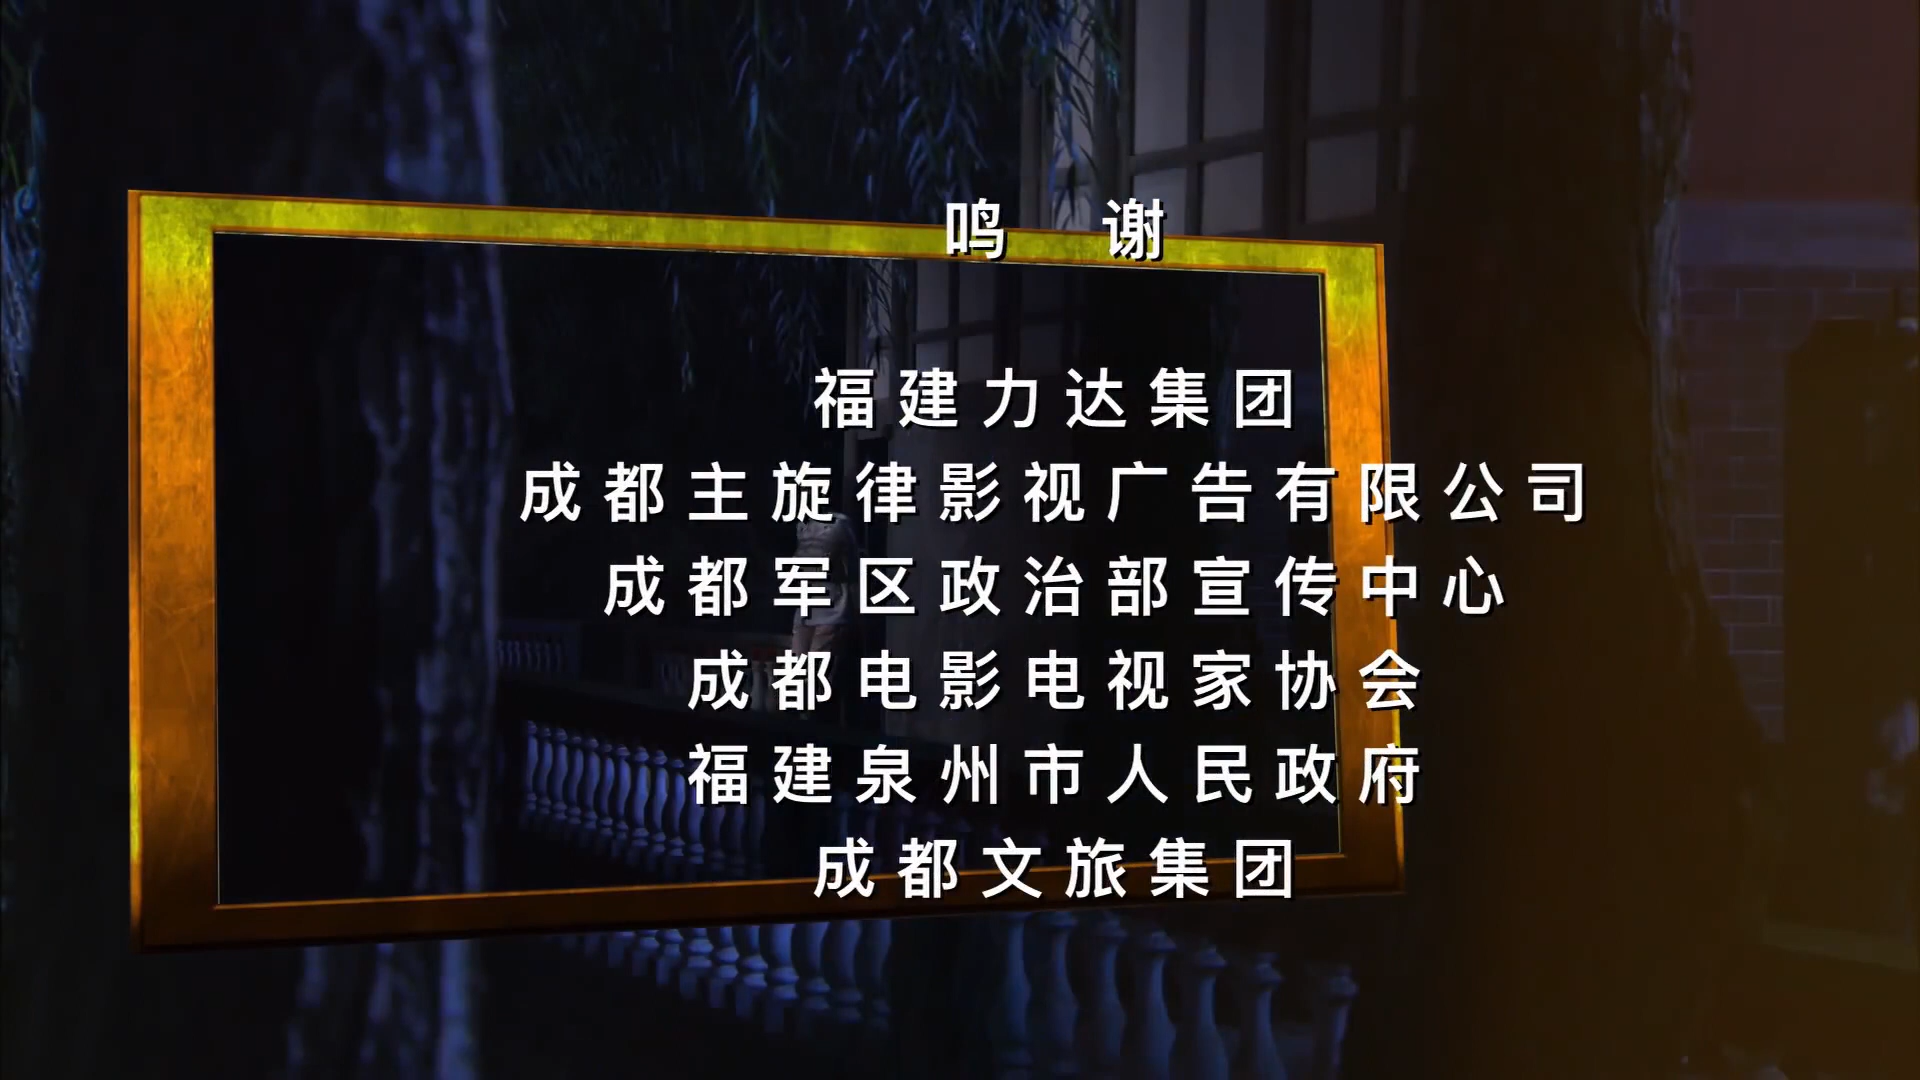 鸣 谢
福建力达集团
成都主旋律影视广告有限公司
成都军区政治部宣传中心
成都电影电视家协会
福建泉州市人民政府
成都文旅集团